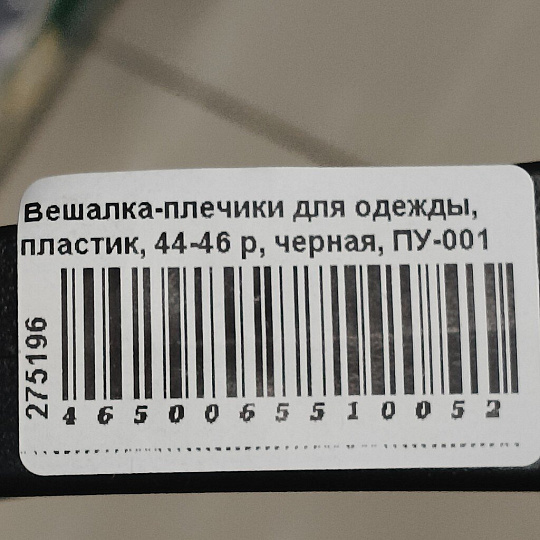 Вешалка-плечики для одежды,
пластик, 44-46 р, черная, ПУ-001
275196
4650065510052